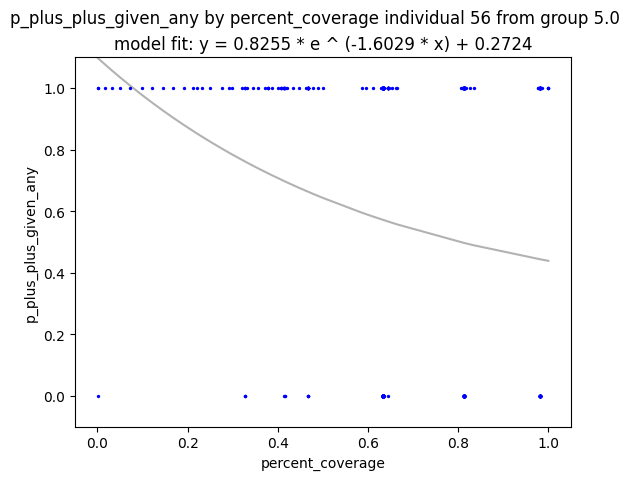 p_plus_plus_given_any by percent_coverage individual 56 from group 5.0
model fit: y = 0.8255 * e ^ (-1.6029 * x) + 0.2724
p_plus_plus_given_any
1.0
0.8
0.6
0.4
0.2
0.0
0.0 0.2 0.4 0.6 0.8 1.0
percent_coverage